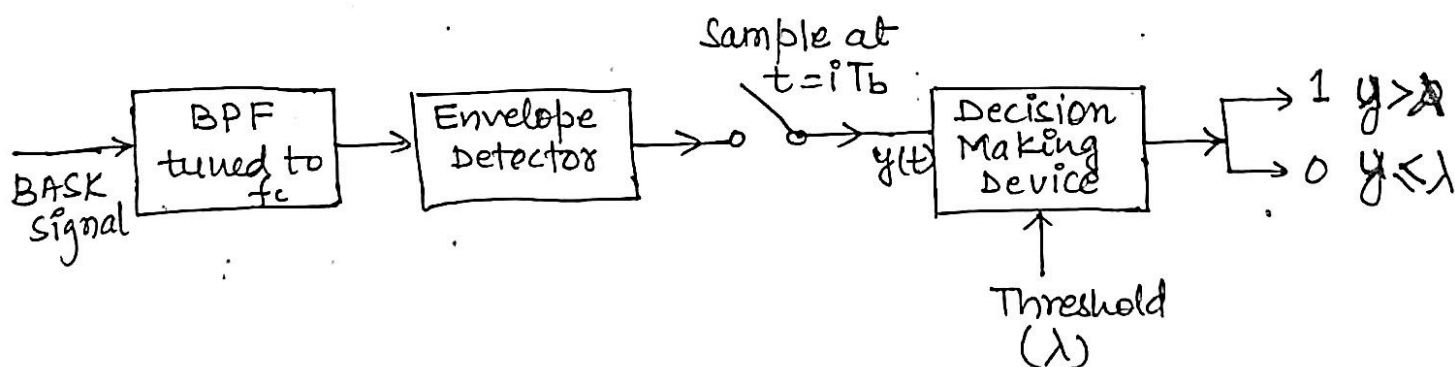 Sample at
t = iTb
BPF
tuned to
fc
Envelope
Detector
Decision
Making
Device
1 y>λ
0 y≤λ
BASK
Signal
y(t)
Threshold
(λ)